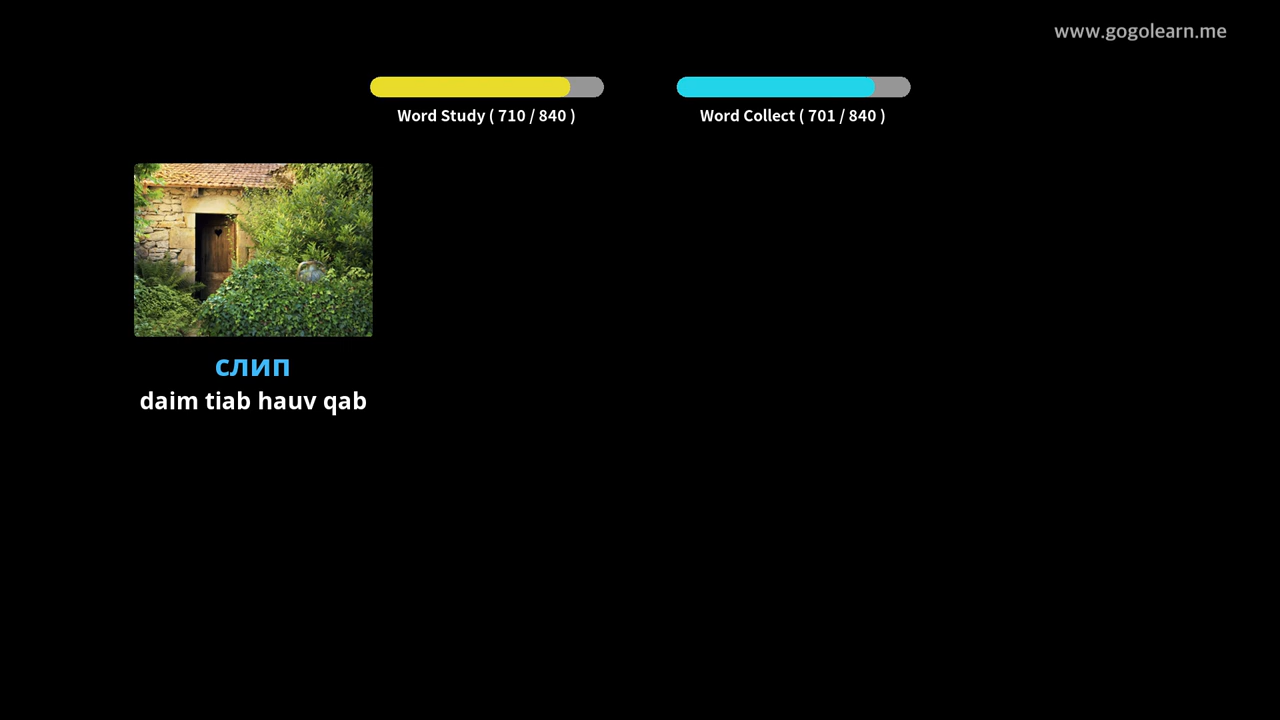 www.gogolearn.me
Word Study ( 710 / 840 )
Word Collect ( 701 / 840 )
слип
daim tiab hauv qab